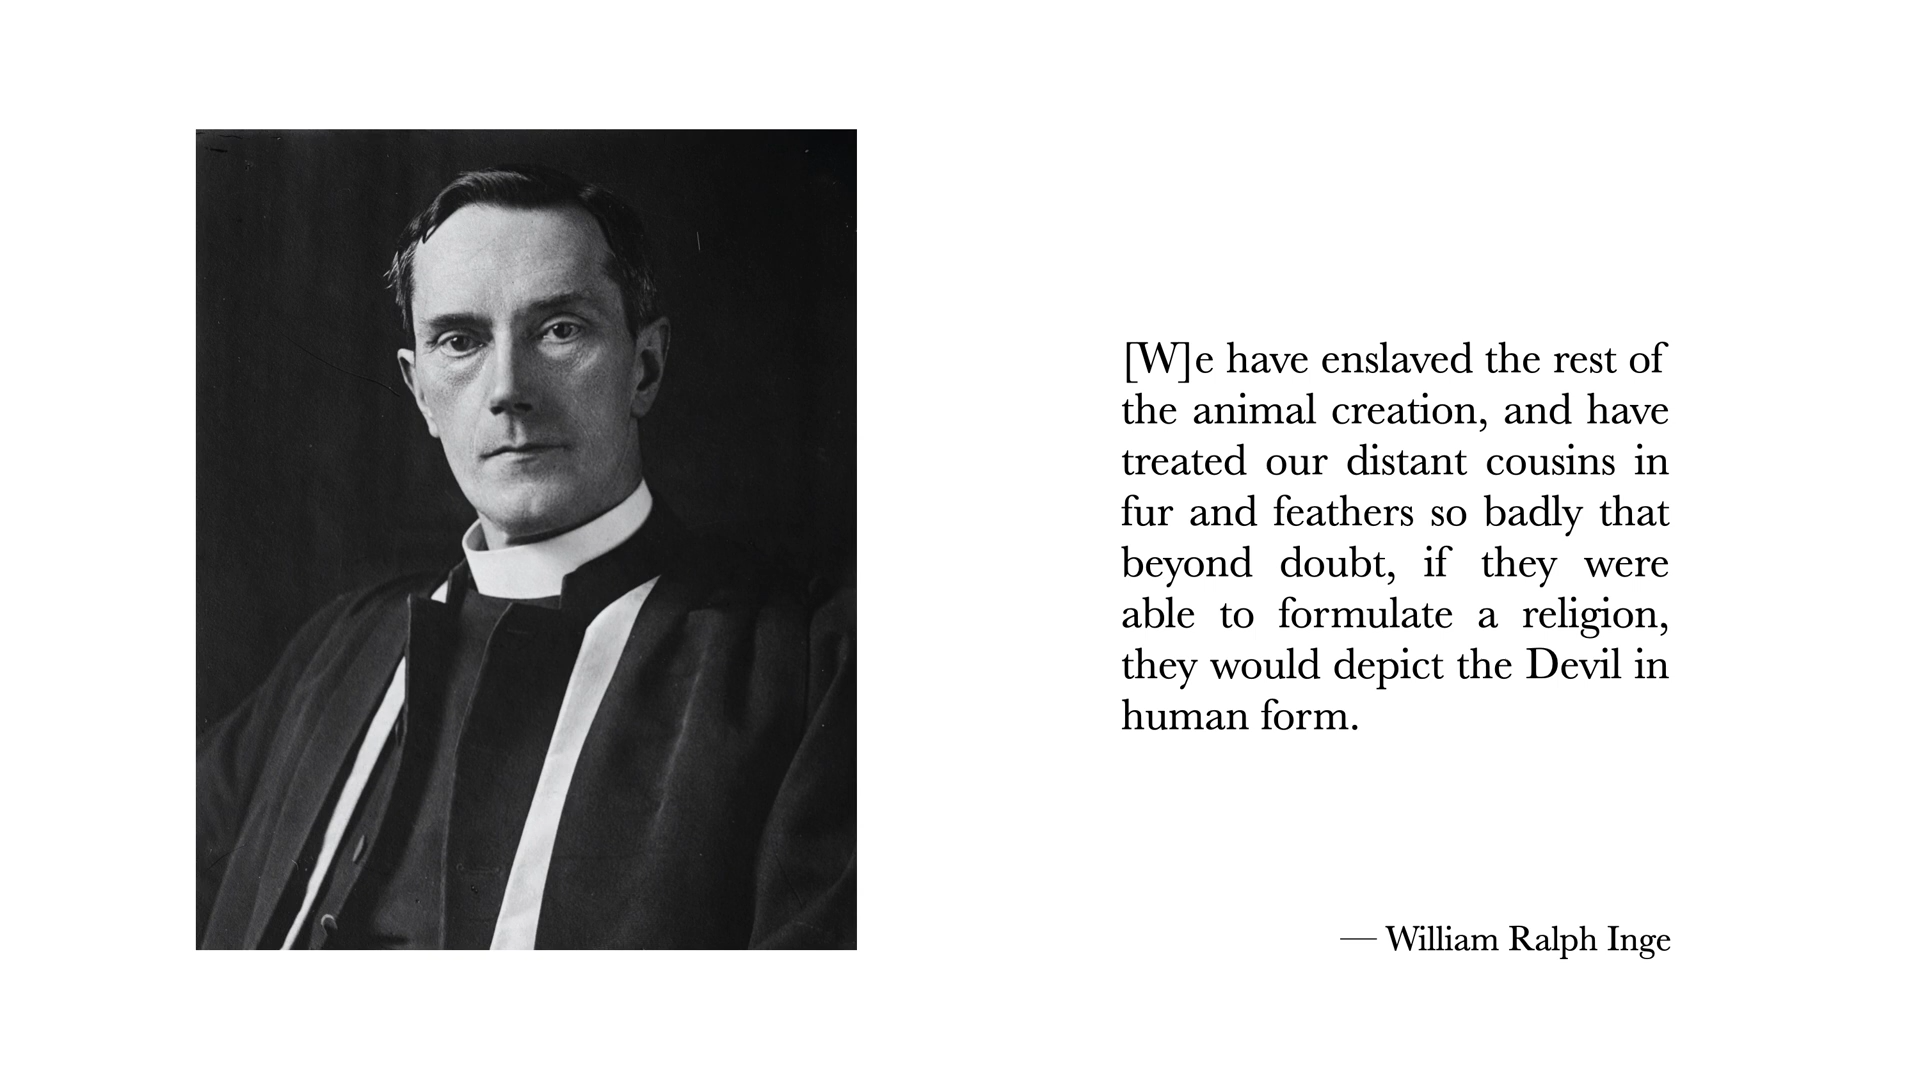 [W]e have enslaved the rest of
the animal creation, and have
treated our distant cousins in
fur and feathers so badly that
beyond doubt, if they were
able to formulate a religion,
they would depict the Devil in
human form.
— William Ralph Inge